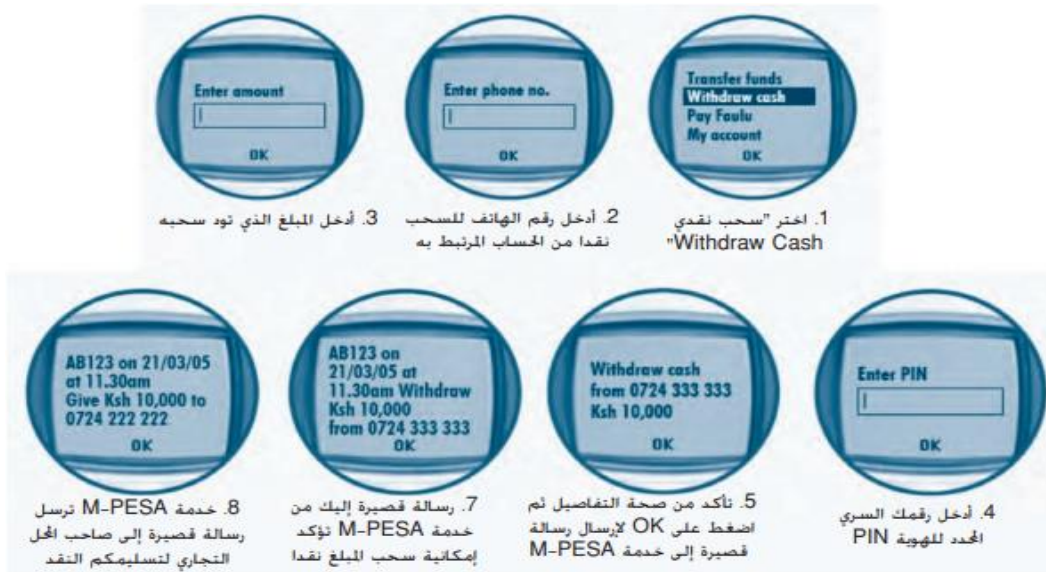 Transfer funds
Withdraw cash
Pay Faulu
My account
OK
1. اختر "سحب نقدي
Withdraw Cash"
Enter phone no.
OK
2. أدخل رقم الهاتف للسحب
نقدا من الحساب المرتبط به
Enter amount
OK
3. أدخل المبلغ الذي تود سحبه
Enter PIN
OK
4. أدخل رقمك السري
المحدد للهوية PIN
Withdraw cash
from 0724 333 333
Ksh 10,000
OK
5. تأكد من صحة التفاصيل ثم
اضغط على OK لإرسال رسالة
قصيرة إلى خدمة M-PESA
AB123 on
21/03/05 at
11.30am Withdraw
Ksh 10,000
from 0724 333 333
OK
7. رسالة قصيرة إليك من
خدمة M-PESA تؤكد
إمكانية سحب المبلغ نقدا
AB123 on 21/03/05
at 11.30am
Give Ksh 10,000 to
0724 222 222
OK
8. خدمة M-PESA ترسل
رسالة قصيرة إلى صاحب المحل
التجاري لتسليمكم النقد